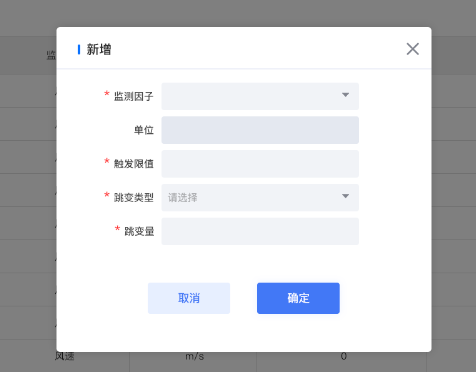 新增
* 监测因子
单位
* 触发限值
* 跳变类型 请选择
* 跳变量
取消 确定
风速 m/s 0